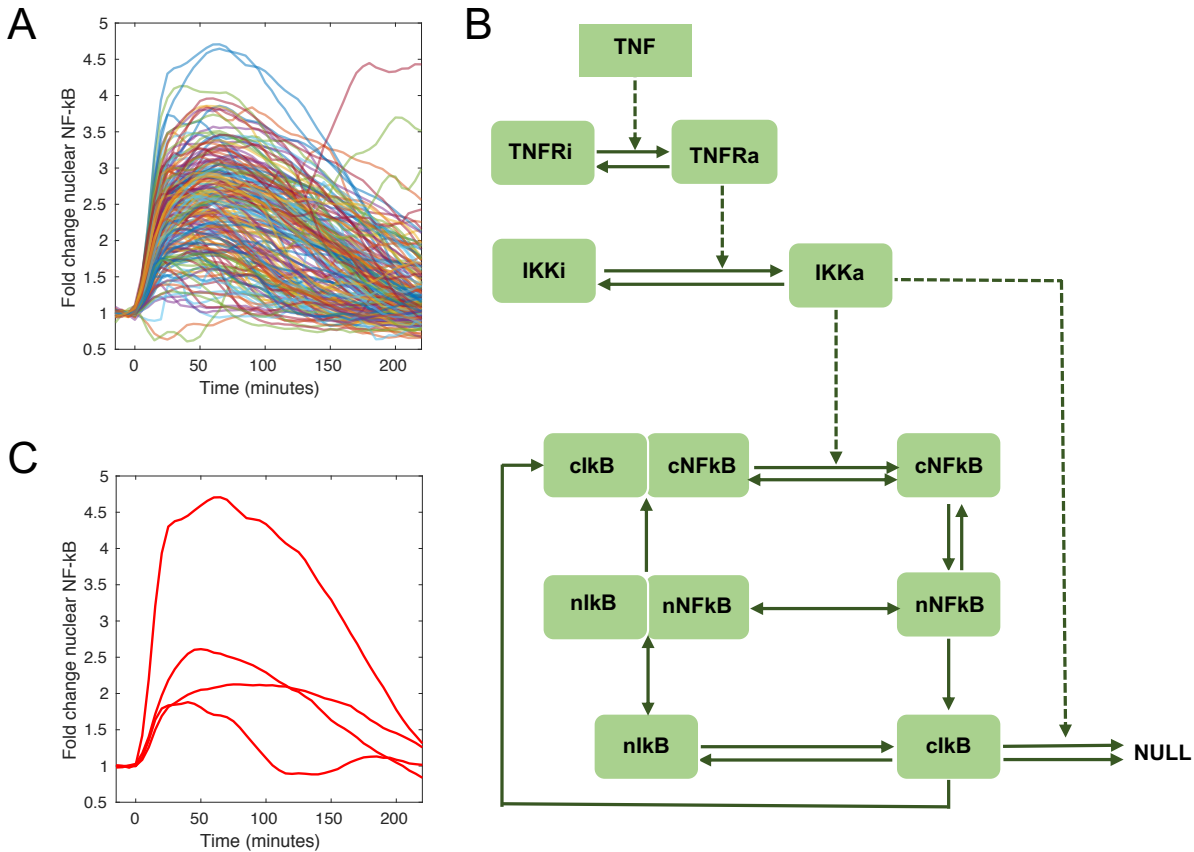 A
Fold change nuclear NF-kB
5
4.5
4
3.5
3
2.5
2
1.5
1
0.5
0 50 100 150 200
Time (minutes)
B
TNF
TNFRi TNFRa
IKKi IKKa
cIkB cNFkB cNFkB
nIkB nNFkB nNFkB
nIkB cIkB NULL
C
Fold change nuclear NF-kB
5
4.5
4
3.5
3
2.5
2
1.5
1
0.5
0 50 100 150 200
Time (minutes)